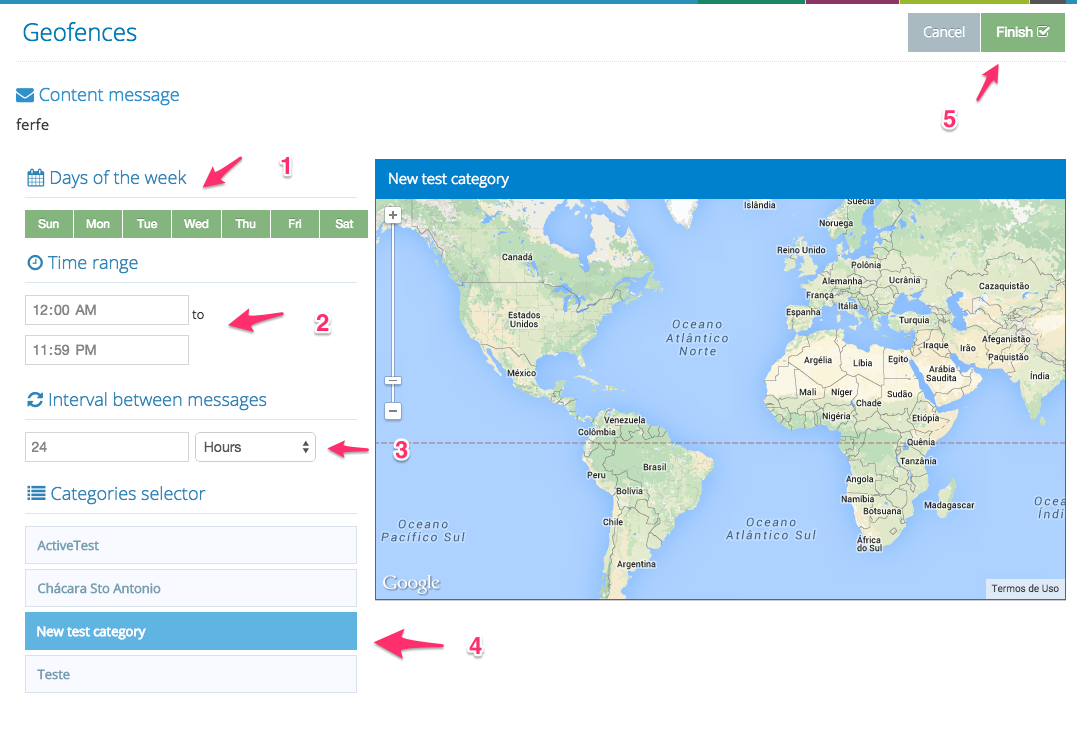 Geofences
Cancel
Finish
Content message
ferfe
5
Days of the week
1
Sun Mon Tue Wed Thu Fri Sat
Time range
12:00 AM
to
11:59 PM
2
Interval between messages
24
Hours
3
Categories selector
ActiveTest
Chácara Sto Antonio
New test category
Teste
4
New test category
+
−
Islândia
Suécia
Noruega
Canadá
Reino Unido
Polônia
Alemanha
Ucrânia
Cazaquistão
França
Itália
Espanha
Turquia
Estados
Unidos
Oceano
Atlântico
Norte
Iraque
Irão
Afeganistão
Paquistão
Argélia
Líbia
Egito
Arábia
Saudita
Índia
México
Mali
Níger
Chade
Sudão
Nigéria
Etiópia
Venezuela
Colômbia
Quênia
Tanzânia
Peru
Brasil
Bolívia
Angola
Namíbia
Botsuana
Madagascar
Chile
Oceano
Pacífico Sul
Oceano
Atlântico Sul
África
do Sul
Ocea
Índi
Argentina
Google
Termos de Uso